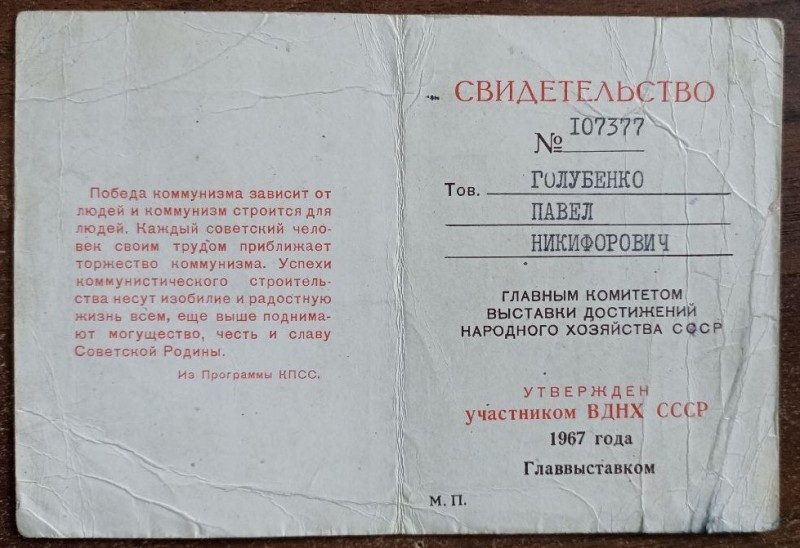 Победа коммунизма зависит от
людей и коммунизм строится для
людей. Каждый советский чело-
век своим трудом приближает
торжество коммунизма. Успехи
коммунистического строитель-
ства несут изобилие и радостную
жизнь всем, еще выше поднима-
ют могущество, честь и славу
Советской Родины.
Из Программы КПСС.
СВИДЕТЕЛЬСТВО
№ I07377
Тов. ГОЛУБЕНКО
ПАВЕЛ
НИКИФОРОВИЧ
ГЛАВНЫМ КОМИТЕТОМ
ВЫСТАВКИ ДОСТИЖЕНИЙ
НАРОДНОГО ХОЗЯЙСТВА СССР
УТВЕРЖДЕН
участником ВДНХ СССР
1967 года
Главвыставком
М. П.